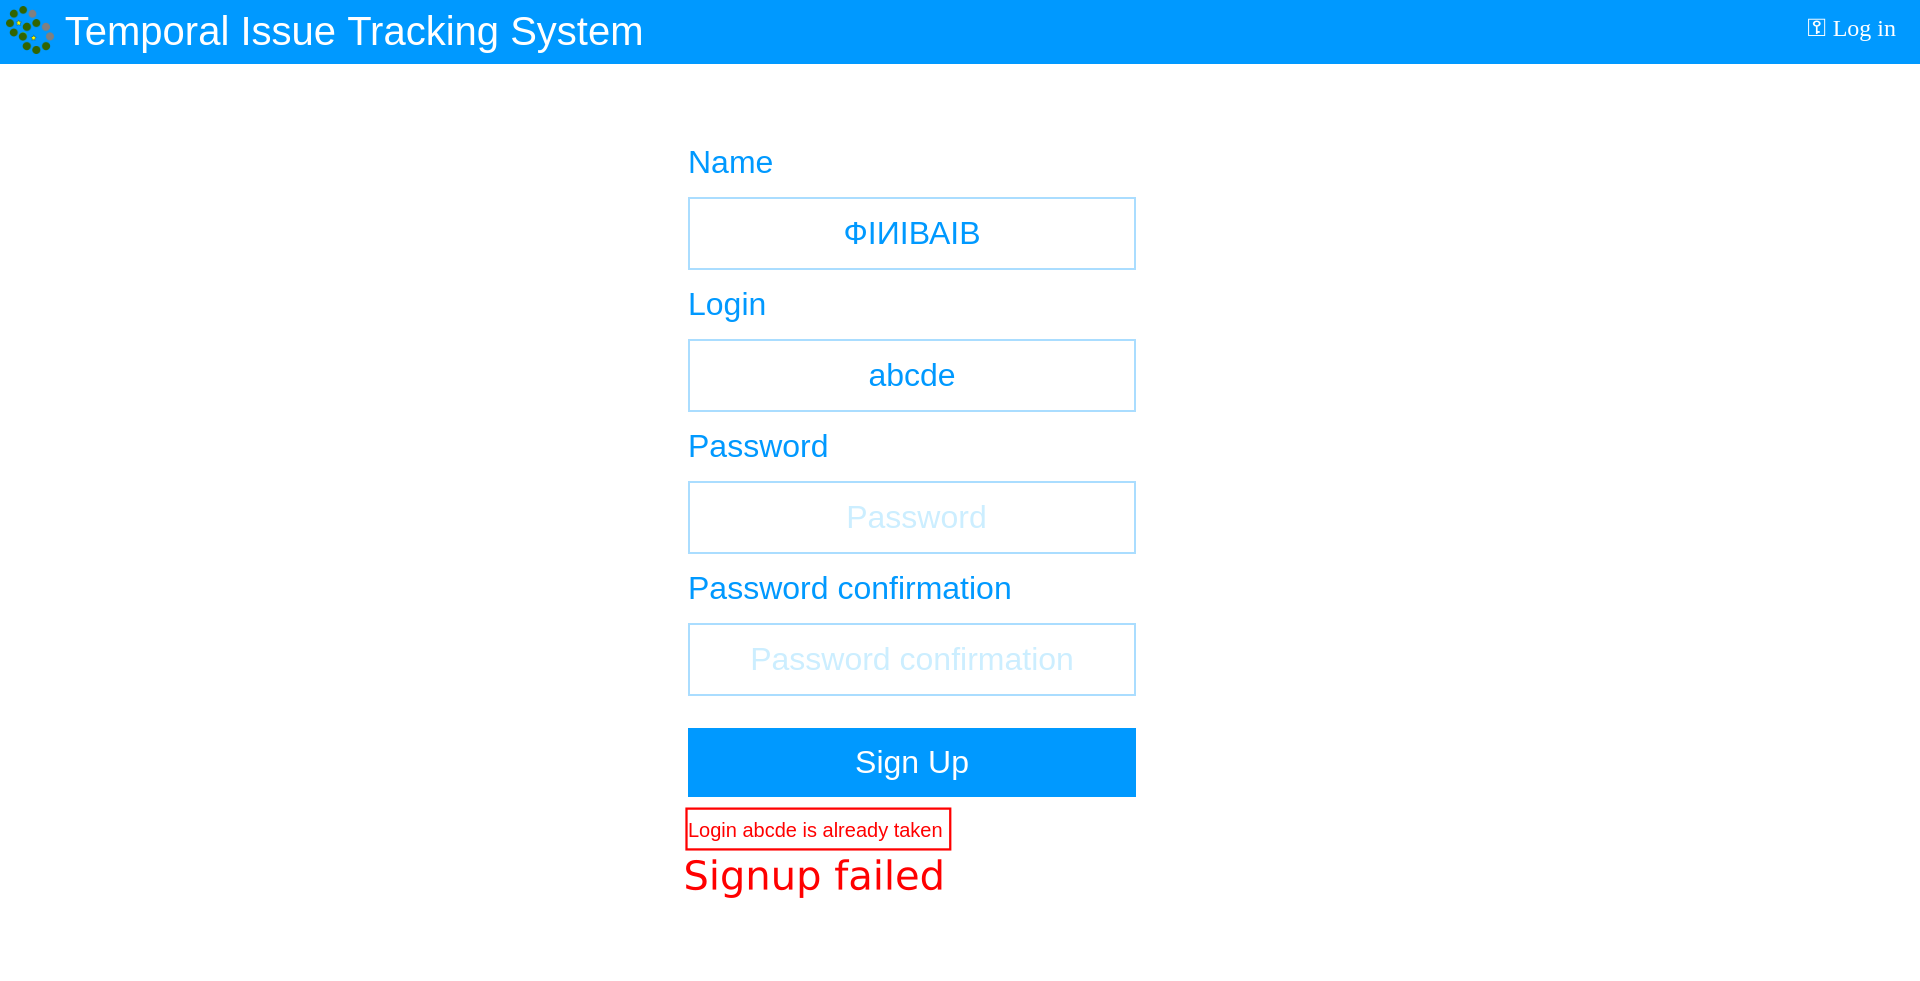 Temporal Issue Tracking System
⚿ Log in
Name
ФIИIBAIB
Login
abcde
Password
Password
Password confirmation
Password confirmation
Sign Up
Login abcde is already taken
Signup failed